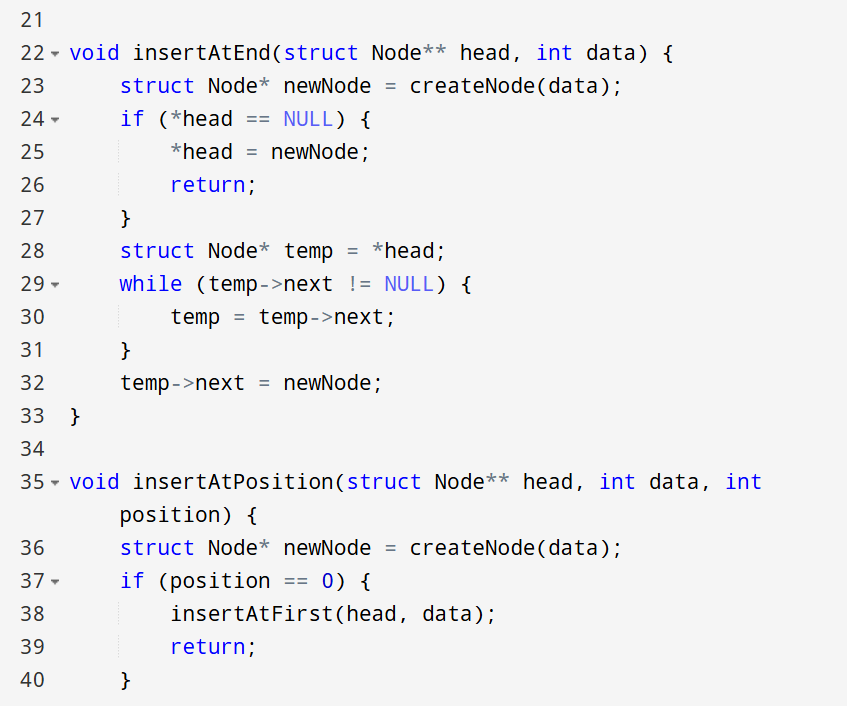 21
22 void insertAtEnd(struct Node** head, int data) {
23     struct Node* newNode = createNode(data);
24     if (*head == NULL) {
25         *head = newNode;
26         return;
27     }
28     struct Node* temp = *head;
29     while (temp->next != NULL) {
30         temp = temp->next;
31     }
32     temp->next = newNode;
33 }
34
35 void insertAtPosition(struct Node** head, int data, int
position) {
36     struct Node* newNode = createNode(data);
37     if (position == 0) {
38         insertAtFirst(head, data);
39         return;
40     }